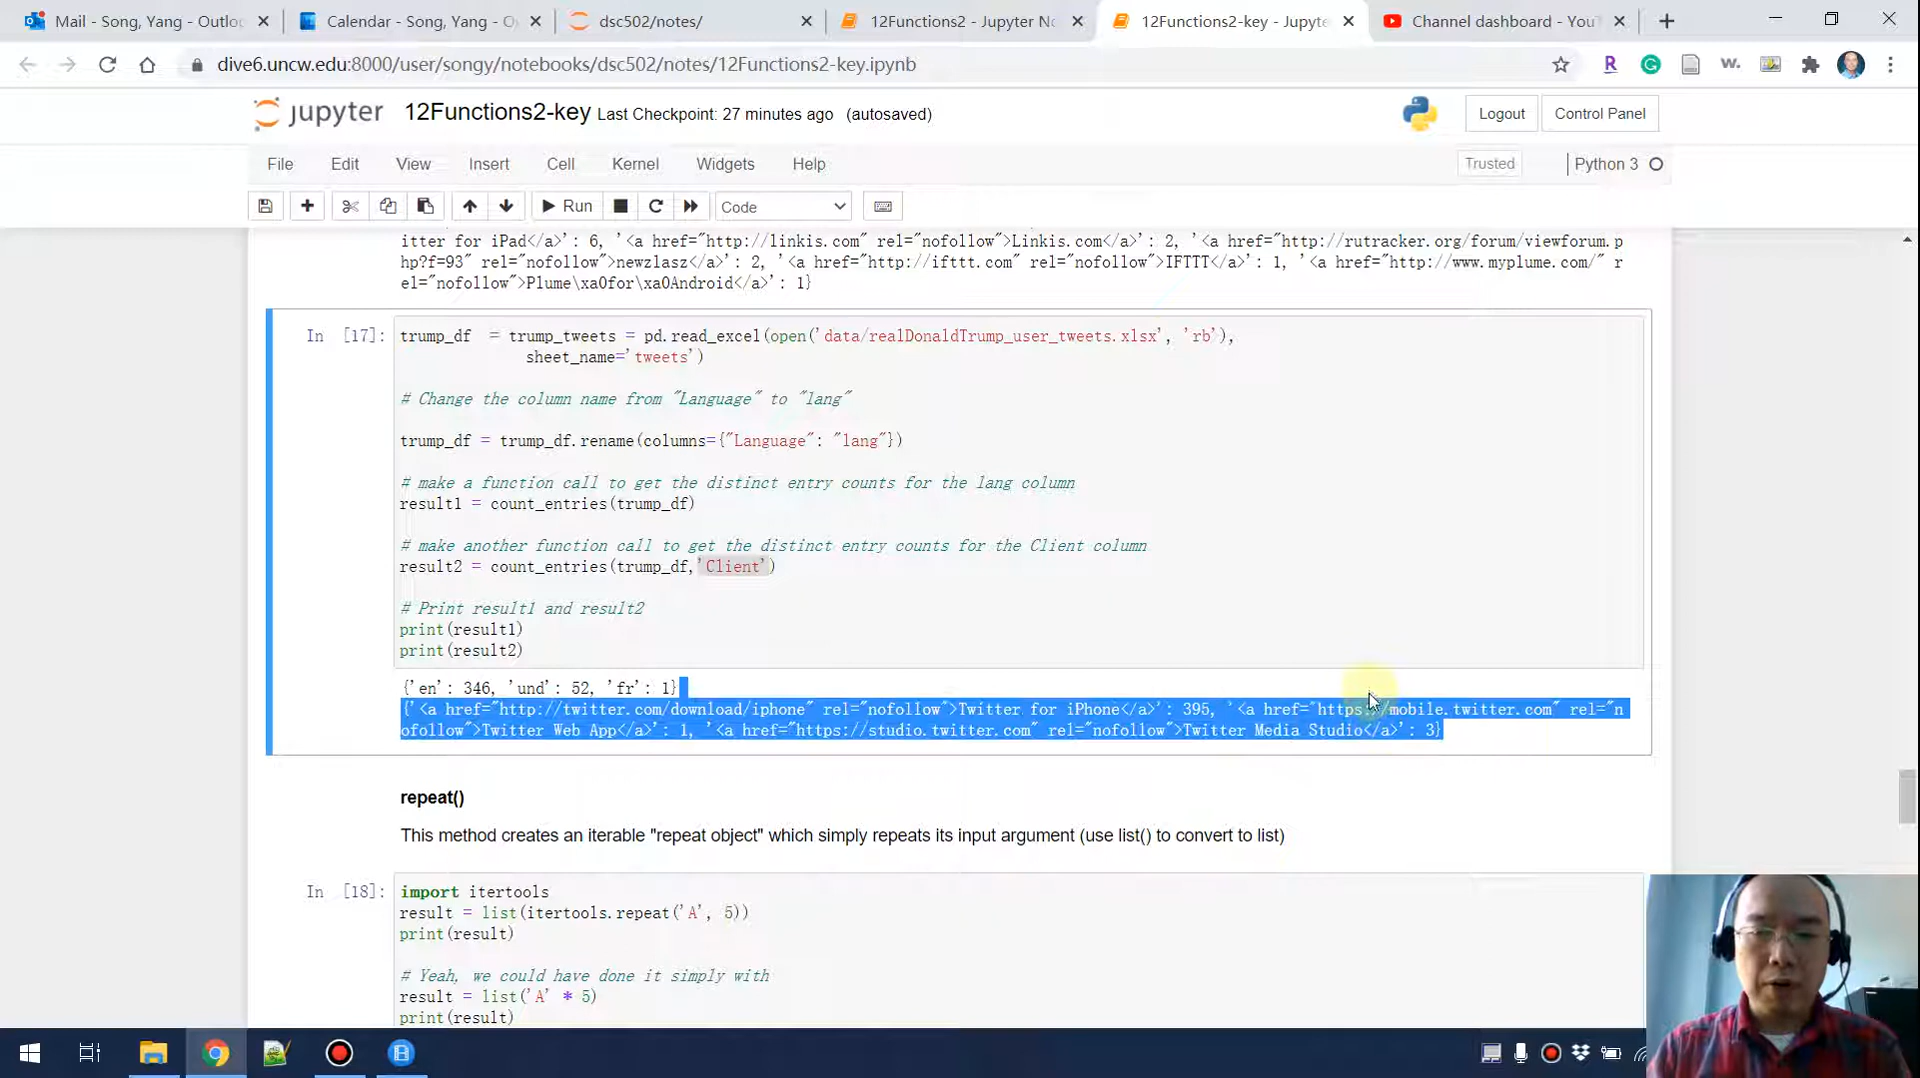 Mail - Song, Yang - Outlo
Calendar - Song, Yang - O
dsc502/notes/
12Functions2 - Jupyter No
12Functions2-key - Jupyte
Channel dashboard - YouT
dive6.uncw.edu:8000/user/songy/notebooks/dsc502/notes/12Functions2-key.ipynb
jupyter 12Functions2-key Last Checkpoint: 27 minutes ago (autosaved)
Logout
Control Panel
File Edit View Insert Cell Kernel Widgets Help
Trusted
Python 3
Run
Code
itter for iPad</a>': 6, '<a href="http://linkis.com" rel="nofollow">Linkis.com</a>': 2, '<a href="http://rutracker.org/forum/viewforum.p
hp?f=93" rel="nofollow">newzlasz</a>': 2, '<a href="http://ifttt.com" rel="nofollow">IFTTT</a>': 1, '<a href="http://www.myplume.com/" r
el="nofollow">Plume\xa0for\xa0Android</a>': 1}
In [17]: trump_df  = trump_tweets = pd.read_excel(open('data/realDonaldTrump_user_tweets.xlsx', 'rb'),
sheet_name='tweets')
# Change the column name from "Language" to "lang"
trump_df = trump_df.rename(columns={"Language": "lang"})
# make a function call to get the distinct entry counts for the lang column
result1 = count_entries(trump_df)
# make another function call to get the distinct entry counts for the Client column
result2 = count_entries(trump_df,'Client')
# Print result1 and result2
print(result1)
print(result2)
{'en': 346, 'und': 52, 'fr': 1}
{'<a href="http://twitter.com/download/iphone" rel="nofollow">Twitter for iPhone</a>': 395, '<a href="https://mobile.twitter.com" rel="n
ofollow">Twitter Web App</a>': 1, '<a href="https://studio.twitter.com" rel="nofollow">Twitter Media Studio</a>': 3}
repeat()
This method creates an iterable "repeat object" which simply repeats its input argument (use list() to convert to list)
In [18]: import itertools
result = list(itertools.repeat('A', 5))
print(result)
# Yeah, we could have done it simply with
result = list('A' * 5)
print(result)